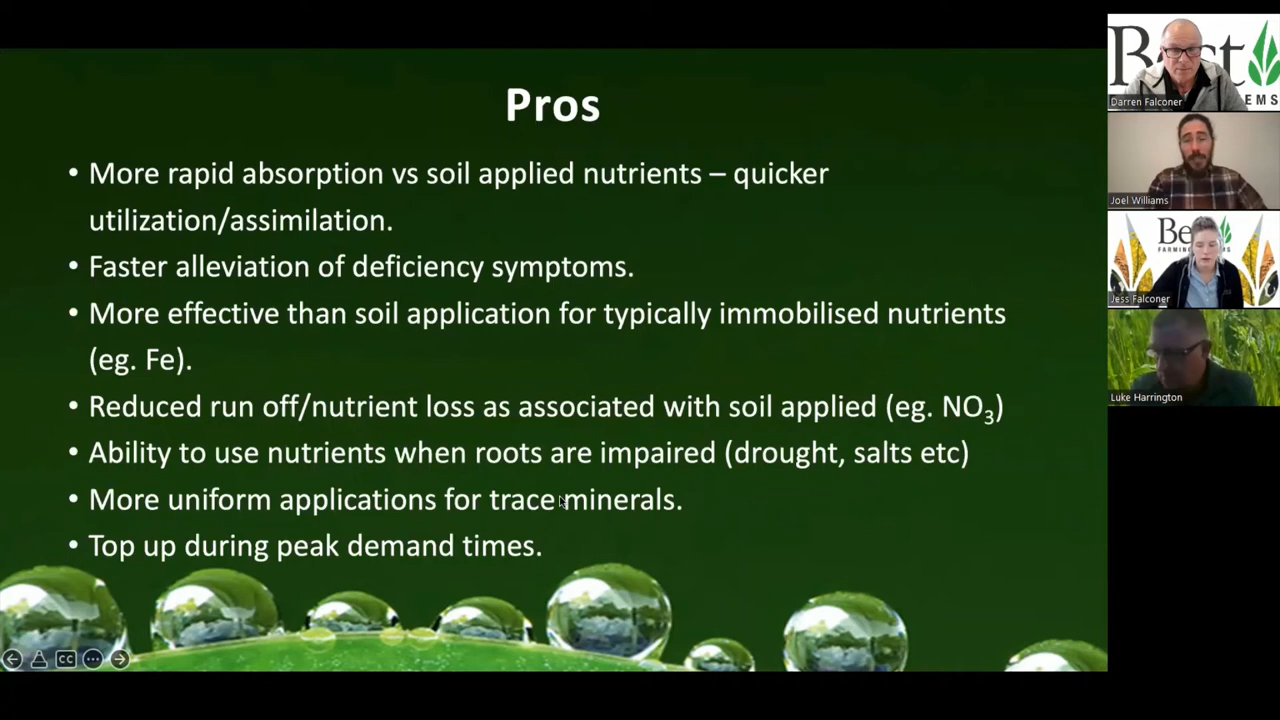 Pros
• More rapid absorption vs soil applied nutrients – quicker
utilization/assimilation.
• Faster alleviation of deficiency symptoms.
• More effective than soil application for typically immobilised nutrients
(eg. Fe).
• Reduced run off/nutrient loss as associated with soil applied (eg. NO₃)
• Ability to use nutrients when roots are impaired (drought, salts etc)
• More uniform applications for trace minerals.
• Top up during peak demand times.
CC
Darren Falconer
Joel Williams
Jess Falconer
Luke Harrington